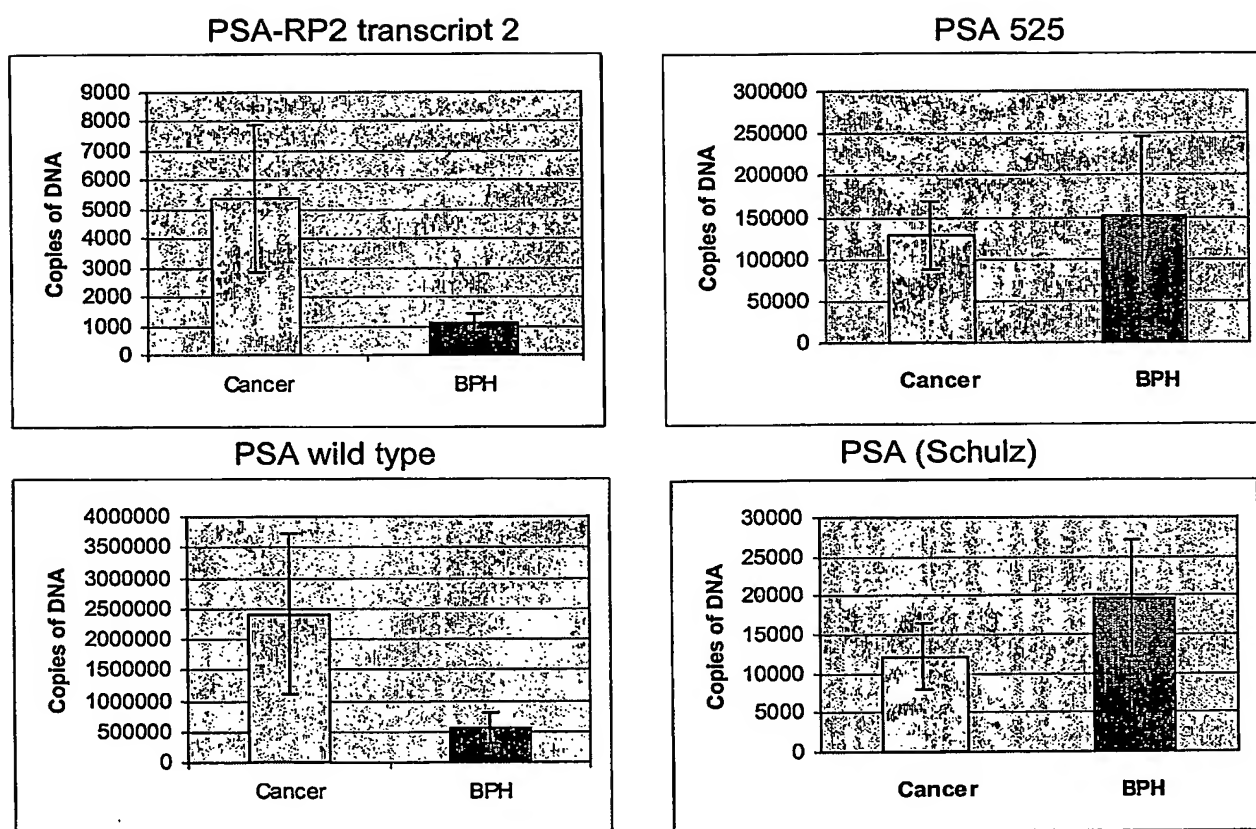 PSA-RP2 transcript 2
9000
8000
7000
6000
5000
4000
3000
2000
1000
0
Copies of DNA
*
Cancer
BPH
PSA 525
300000
250000
200000
150000
100000
50000
0
Copies of DNA
Cancer
BPH
PSA wild type
4000000
3500000
3000000
2500000
2000000
1500000
1000000
500000
0
Copies of DNA
Cancer
BPH
PSA (Schulz)
30000
25000
20000
15000
10000
5000
0
Copies of DNA
Cancer
BPH